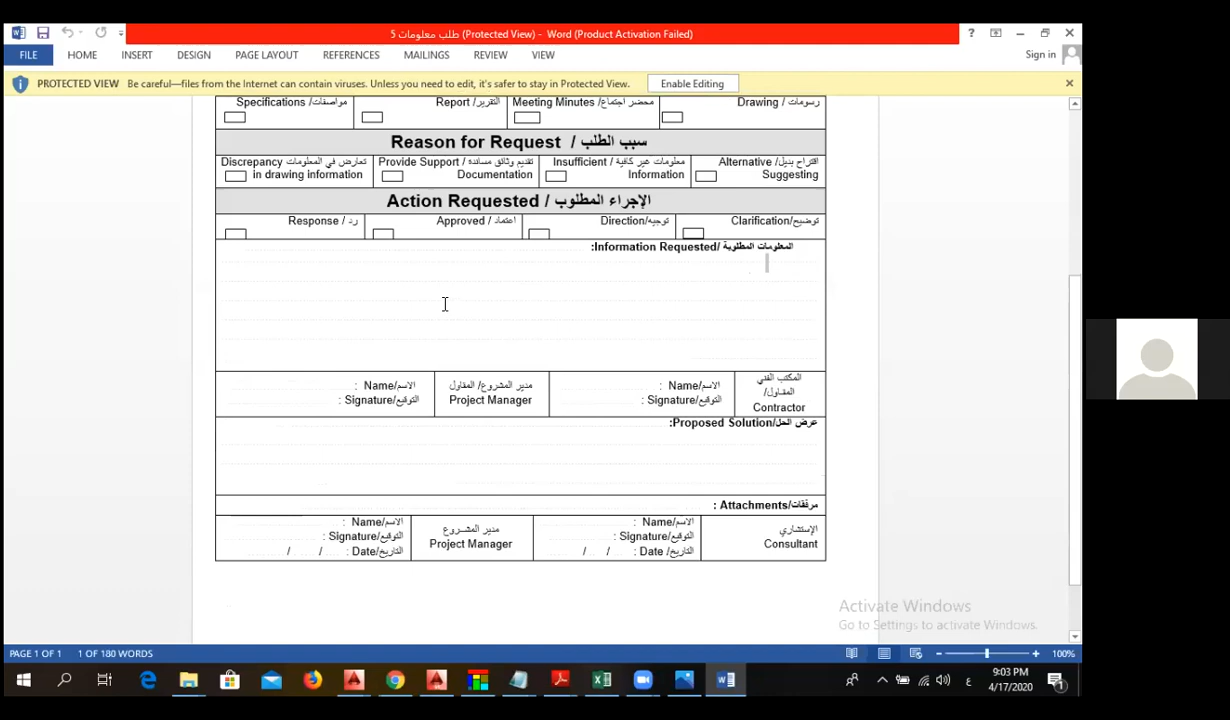 طلب معلومات 5 (Protected View) - Word (Product Activation Failed)
FILE HOME INSERT DESIGN PAGE LAYOUT REFERENCES MAILINGS REVIEW VIEW Sign in
PROTECTED VIEW Be careful—files from the Internet can contain viruses. Unless you need to edit, it's safer to stay in Protected View. Enable Editing
Specifications /مواصفات Report /التقرير Meeting Minutes /محضر اجتماع Drawing /رسومات
Reason for Request / سبب الطلب
Discrepancy تعارض في المعلومات Provide Support / تقديم وثائق مساندة Insufficient / معلومات غير كافية Alternative /اقتراح بديل
in drawing information Documentation Information Suggesting
Action Requested / الإجراء المطلوب
Response / رد Approved / اعتماد Direction/توجيه Clarification/توضيح
:Information Requested/ المعلومات المطلوبة
المكتب الفني
: Name/الاسم مدير المشروع/ المقاول : Name/الاسم المقاول/
: Signature/التوقيع Project Manager : Signature/التوقيع Contractor
:Proposed Solution/عرض الحل
: Attachments/مرفقات
: Name/الاسم مدير المشروع : Name/الاسم الإستشاري
: Signature/التوقيع Project Manager : Signature/التوقيع Consultant
/ / : Date/التاريخ / / : Date /التاريخ
Activate Windows
Go to Settings to activate Windows.
PAGE 1 OF 1 1 OF 180 WORDS 100%
9:03 PM
ع
4/17/2020
1